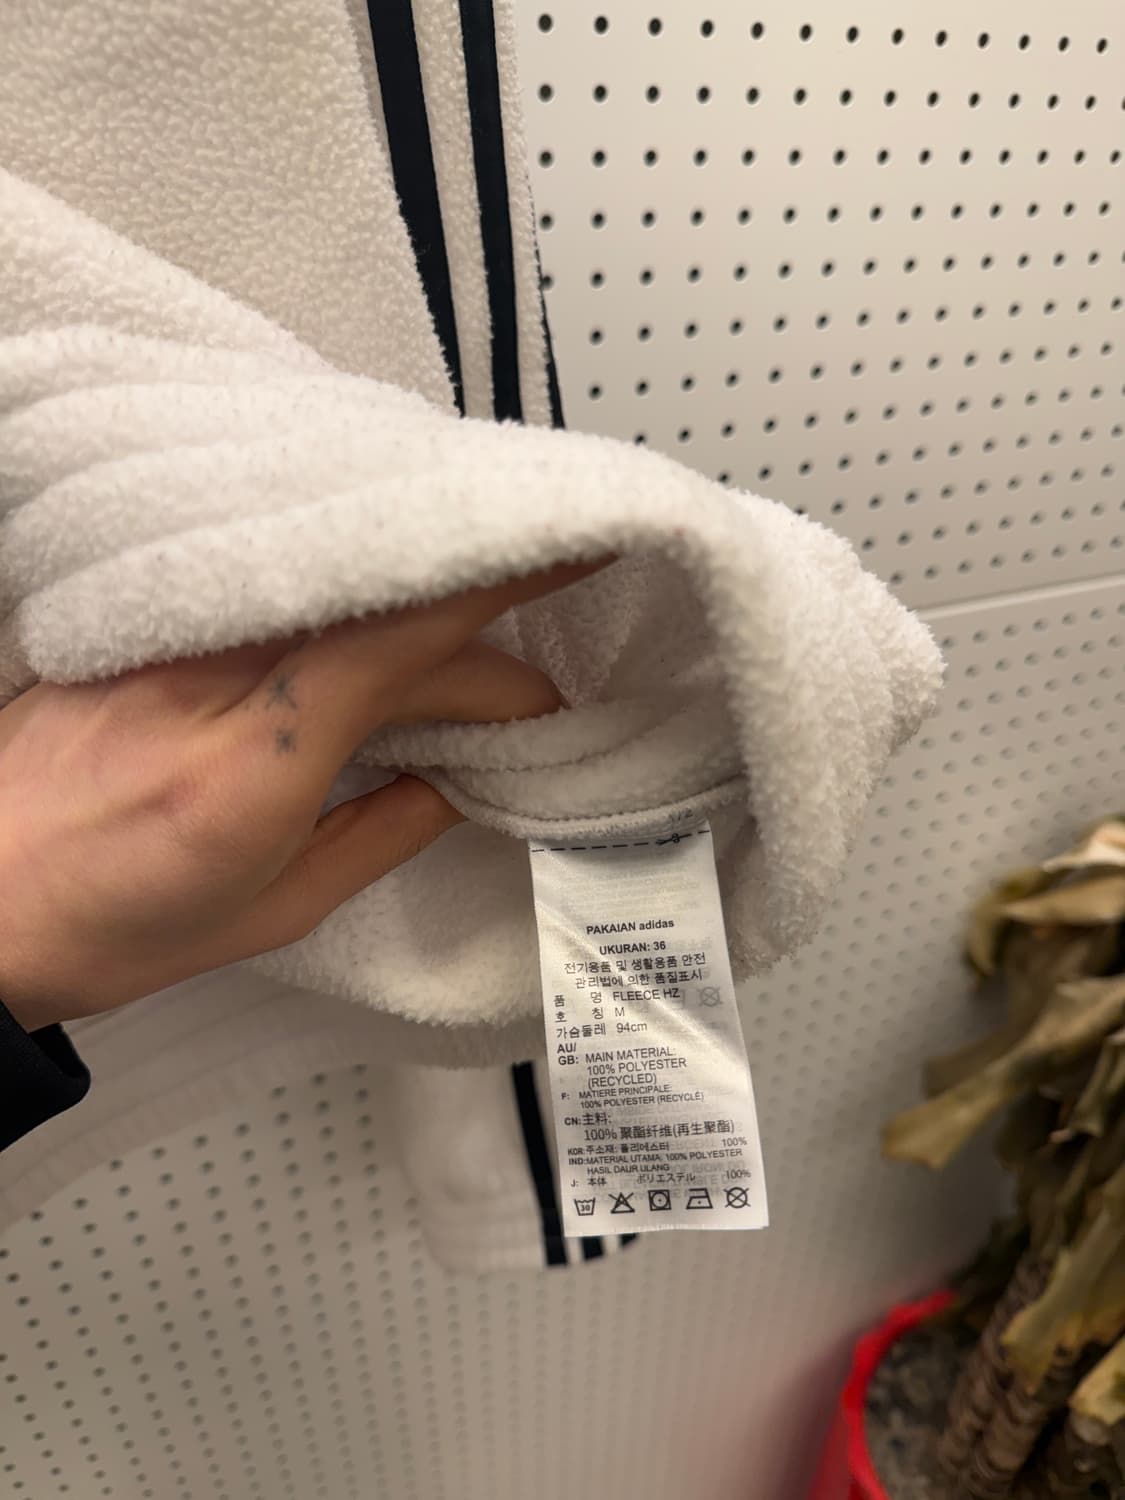 PAKAIAN adidas
UKURAN: 36
전기용품 및 생활용품 안전
관리법에 의한 품질표시
품 명 FLEECE HZ
호 칭 M
가슴둘레 94cm
AU/
GB: MAIN MATERIAL:
100% POLYESTER
(RECYCLED)
F: MATIERE PRINCIPALE:
100% POLYESTER (RECYCLÉ)
CN: 主料:
100% 聚酯纤维(再生聚酯)
KOR: 주소재: 폴리에스터 100%
IND: MATERIAL UTAMA: 100% POLYESTER
HASIL DAUR ULANG
J: 本体 ポリエステル 100%
30